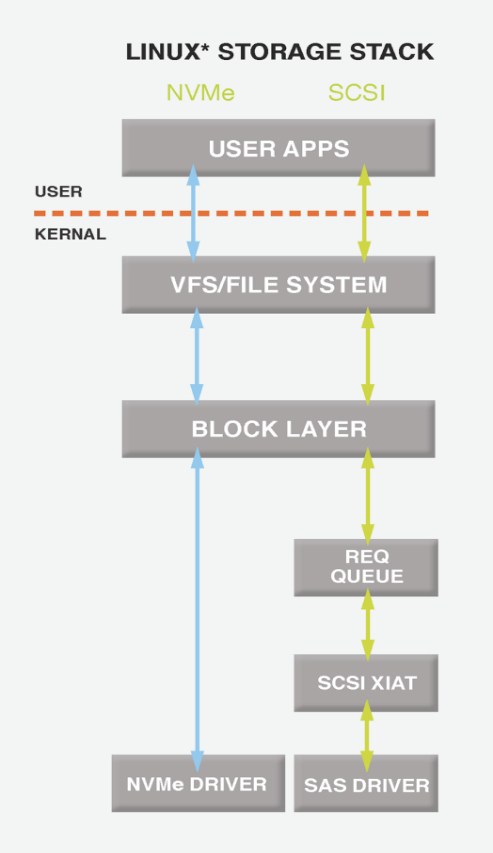 LINUX* STORAGE STACK
NVMe SCSI
USER APPS
USER
KERNAL
VFS/FILE SYSTEM
BLOCK LAYER
REQ
QUEUE
SCSI XIAT
NVMe DRIVER SAS DRIVER